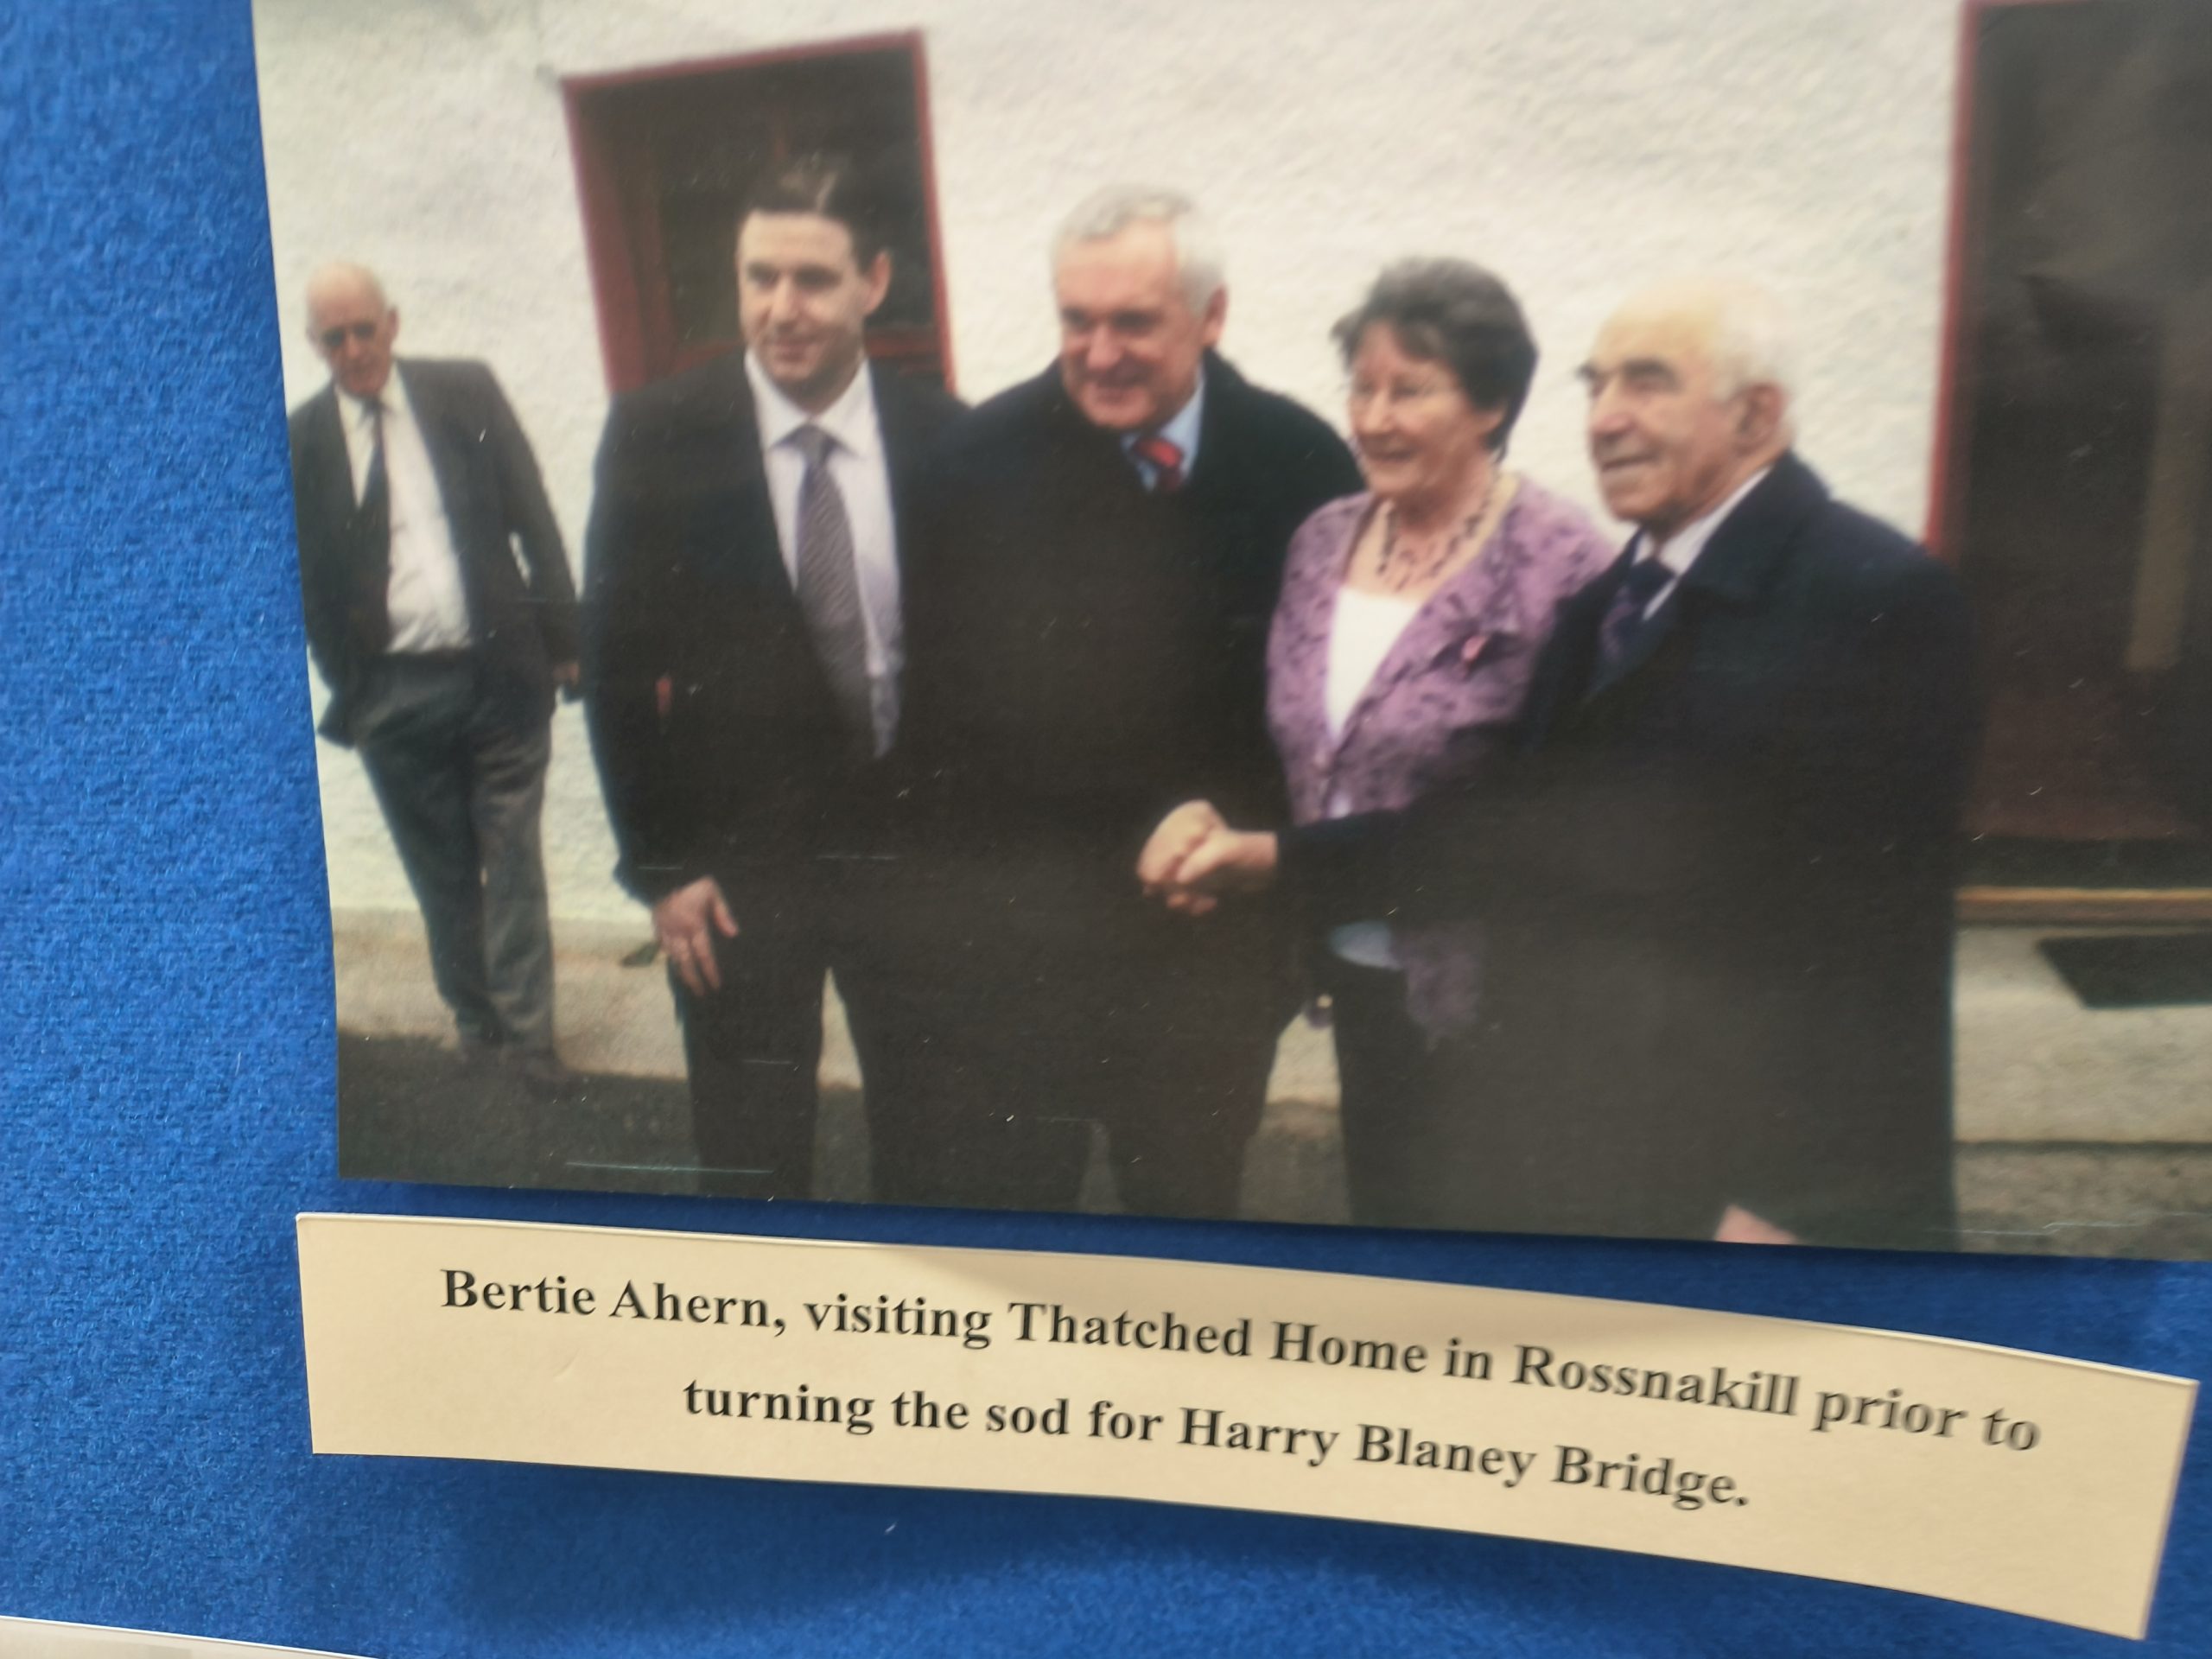 Bertie Ahern, visiting Thatched Home in Rossnakill prior to
turning the sod for Harry Blaney Bridge.